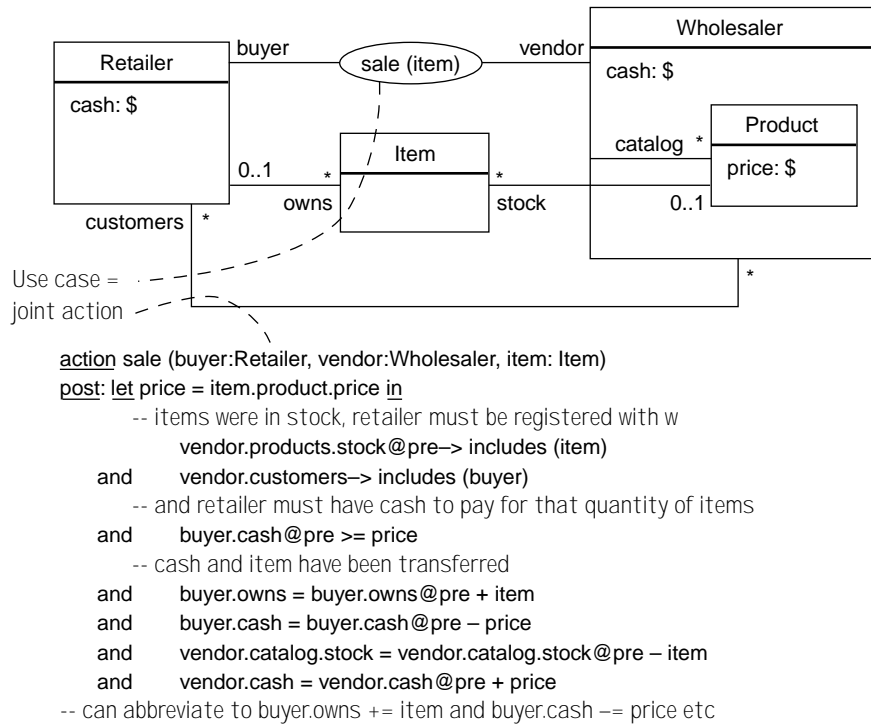 buyer
vendor
Wholesaler
Retailer
sale (item)
cash: $
cash: $
Product
catalog *
Item
price: $
0..1
*
*
owns
stock
0..1
customers *
Use case =
*
joint action
action sale (buyer:Retailer, vendor:Wholesaler, item: Item)
post: let price = item.product.price in
-- items were in stock, retailer must be registered with w
vendor.products.stock@pre–> includes (item)
and vendor.customers–> includes (buyer)
-- and retailer must have cash to pay for that quantity of items
and buyer.cash@pre >= price
-- cash and item have been transferred
and buyer.owns = buyer.owns@pre + item
and buyer.cash = buyer.cash@pre – price
and vendor.catalog.stock = vendor.catalog.stock@pre – item
and vendor.cash = vendor.cash@pre + price
-- can abbreviate to buyer.owns += item and buyer.cash –= price etc